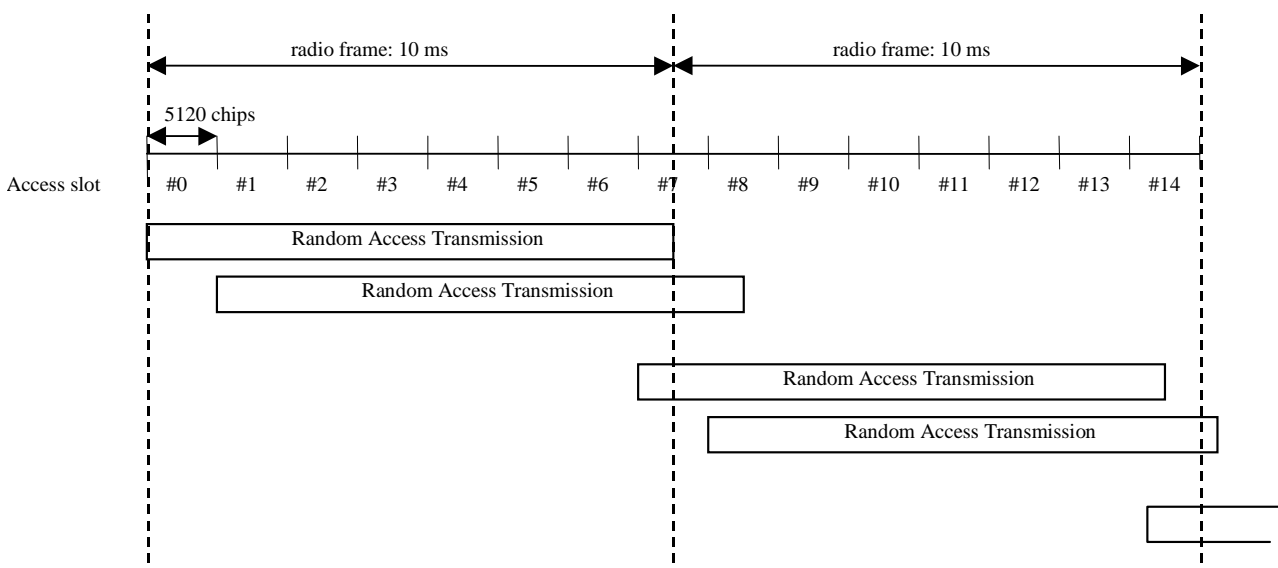 radio frame: 10 ms radio frame: 10 ms
5120 chips
Access slot #0 #1 #2 #3 #4 #5 #6 #7 #8 #9 #10 #11 #12 #13 #14
Random Access Transmission
Random Access Transmission
Random Access Transmission
Random Access Transmission